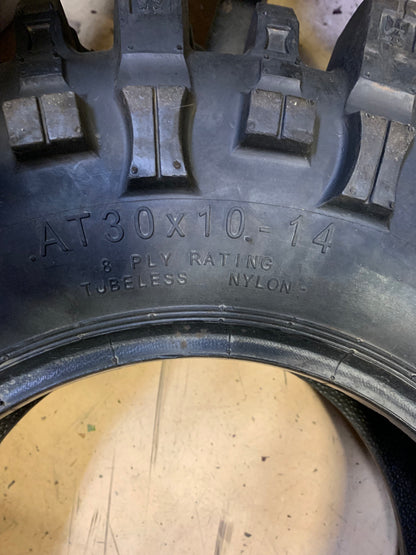 AT30x10.-14
8 PLY RATING
TUBELESS NYLON